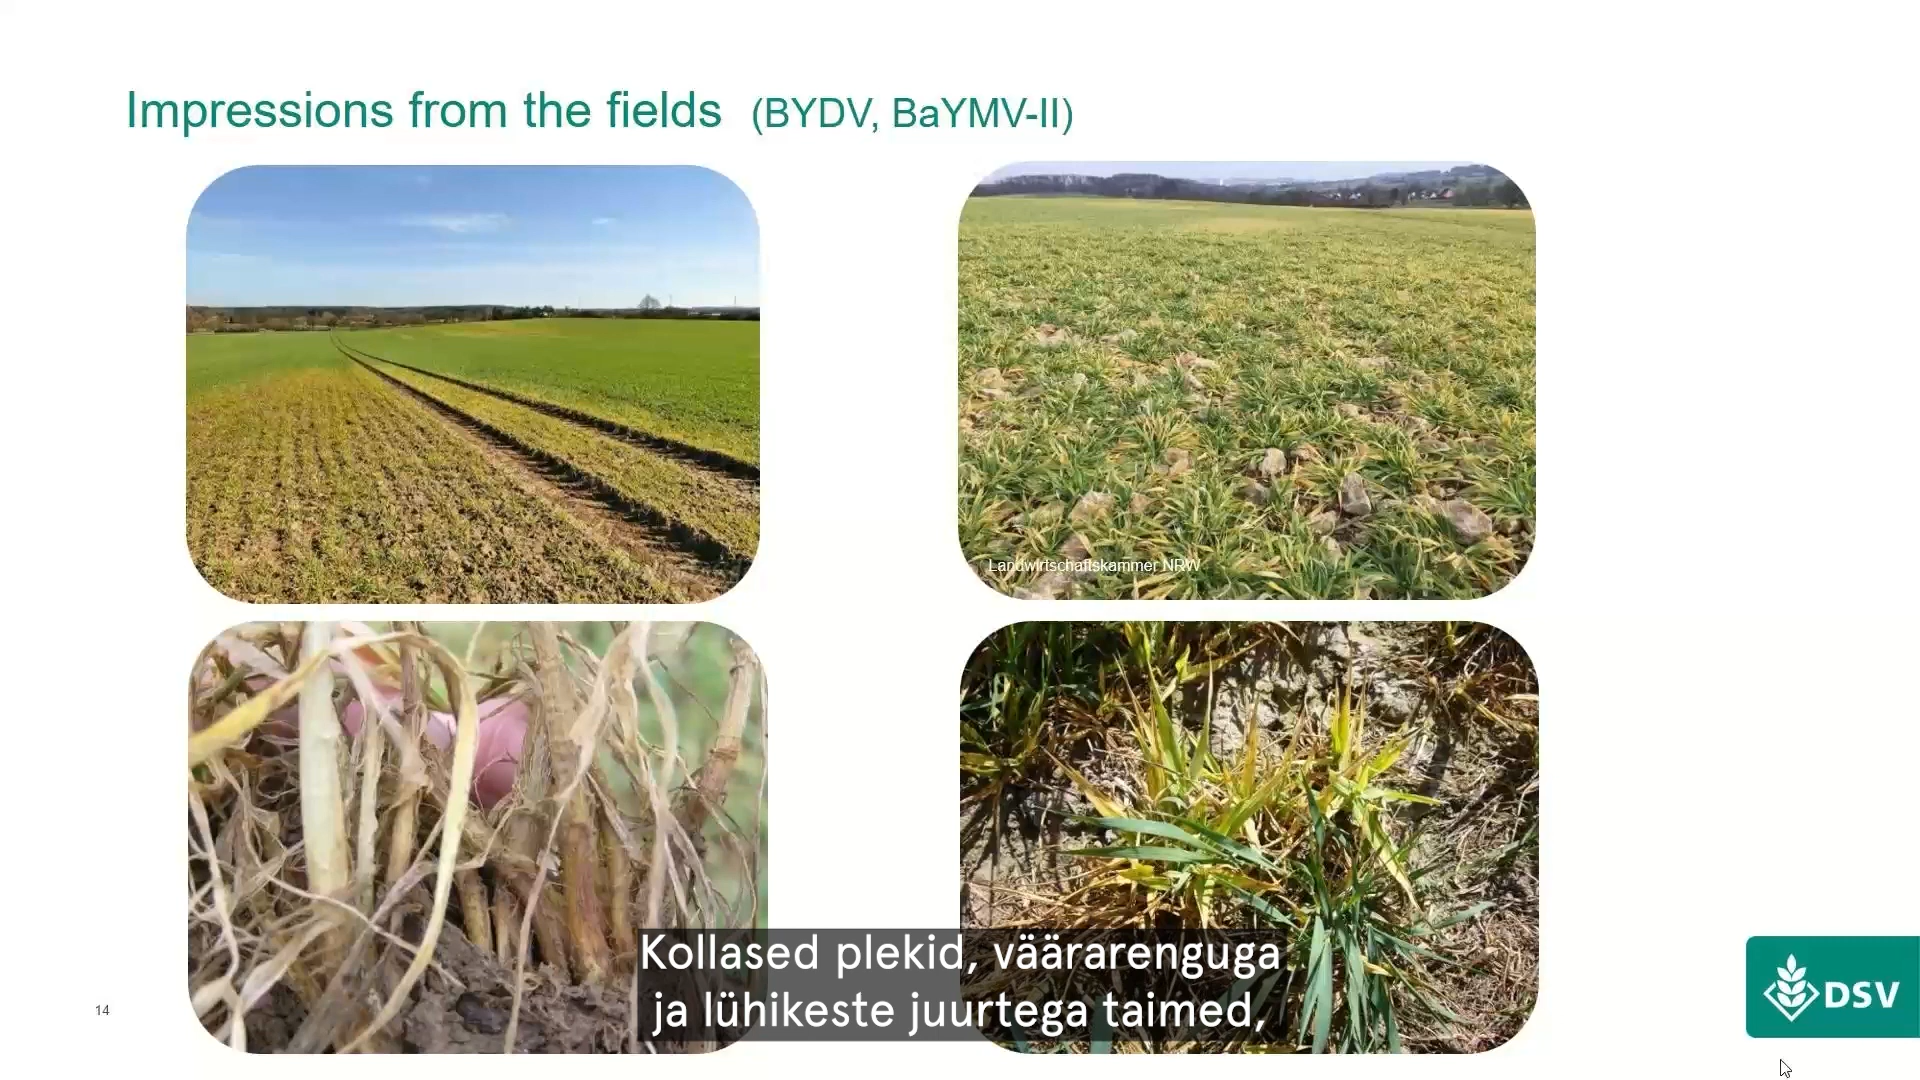 Impressions from the fields (BYDV, BaYMV-II)
Landwirtschaftskammer NRW
Kollased plekid, väärarenguga
ja lühikeste juurtega taimed,
14
DSV